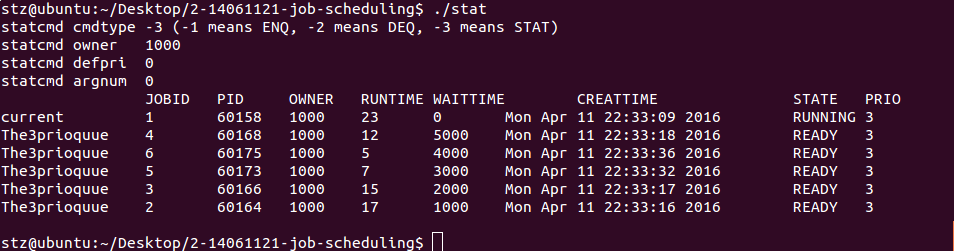 stz@ubuntu:~/Desktop/2-14061121-job-scheduling$ ./stat
statcmd cmdtype -3 (-1 means ENQ, -2 means DEQ, -3 means STAT)
statcmd owner   1000
statcmd defpri  0
statcmd argnum  0
                JOBID   PID     OWNER   RUNTIME WAITTIME        CREATTIME               STATE   PRIO
current         1       60158   1000    23      0       Mon Apr 11 22:33:09 2016        RUNNING 3
The3prioquue    4       60168   1000    12      5000    Mon Apr 11 22:33:18 2016        READY   3
The3prioquue    6       60175   1000    5       4000    Mon Apr 11 22:33:36 2016        READY   3
The3prioquue    5       60173   1000    7       3000    Mon Apr 11 22:33:32 2016        READY   3
The3prioquue    3       60166   1000    15      2000    Mon Apr 11 22:33:17 2016        READY   3
The3prioquue    2       60164   1000    17      1000    Mon Apr 11 22:33:16 2016        READY   3
stz@ubuntu:~/Desktop/2-14061121-job-scheduling$